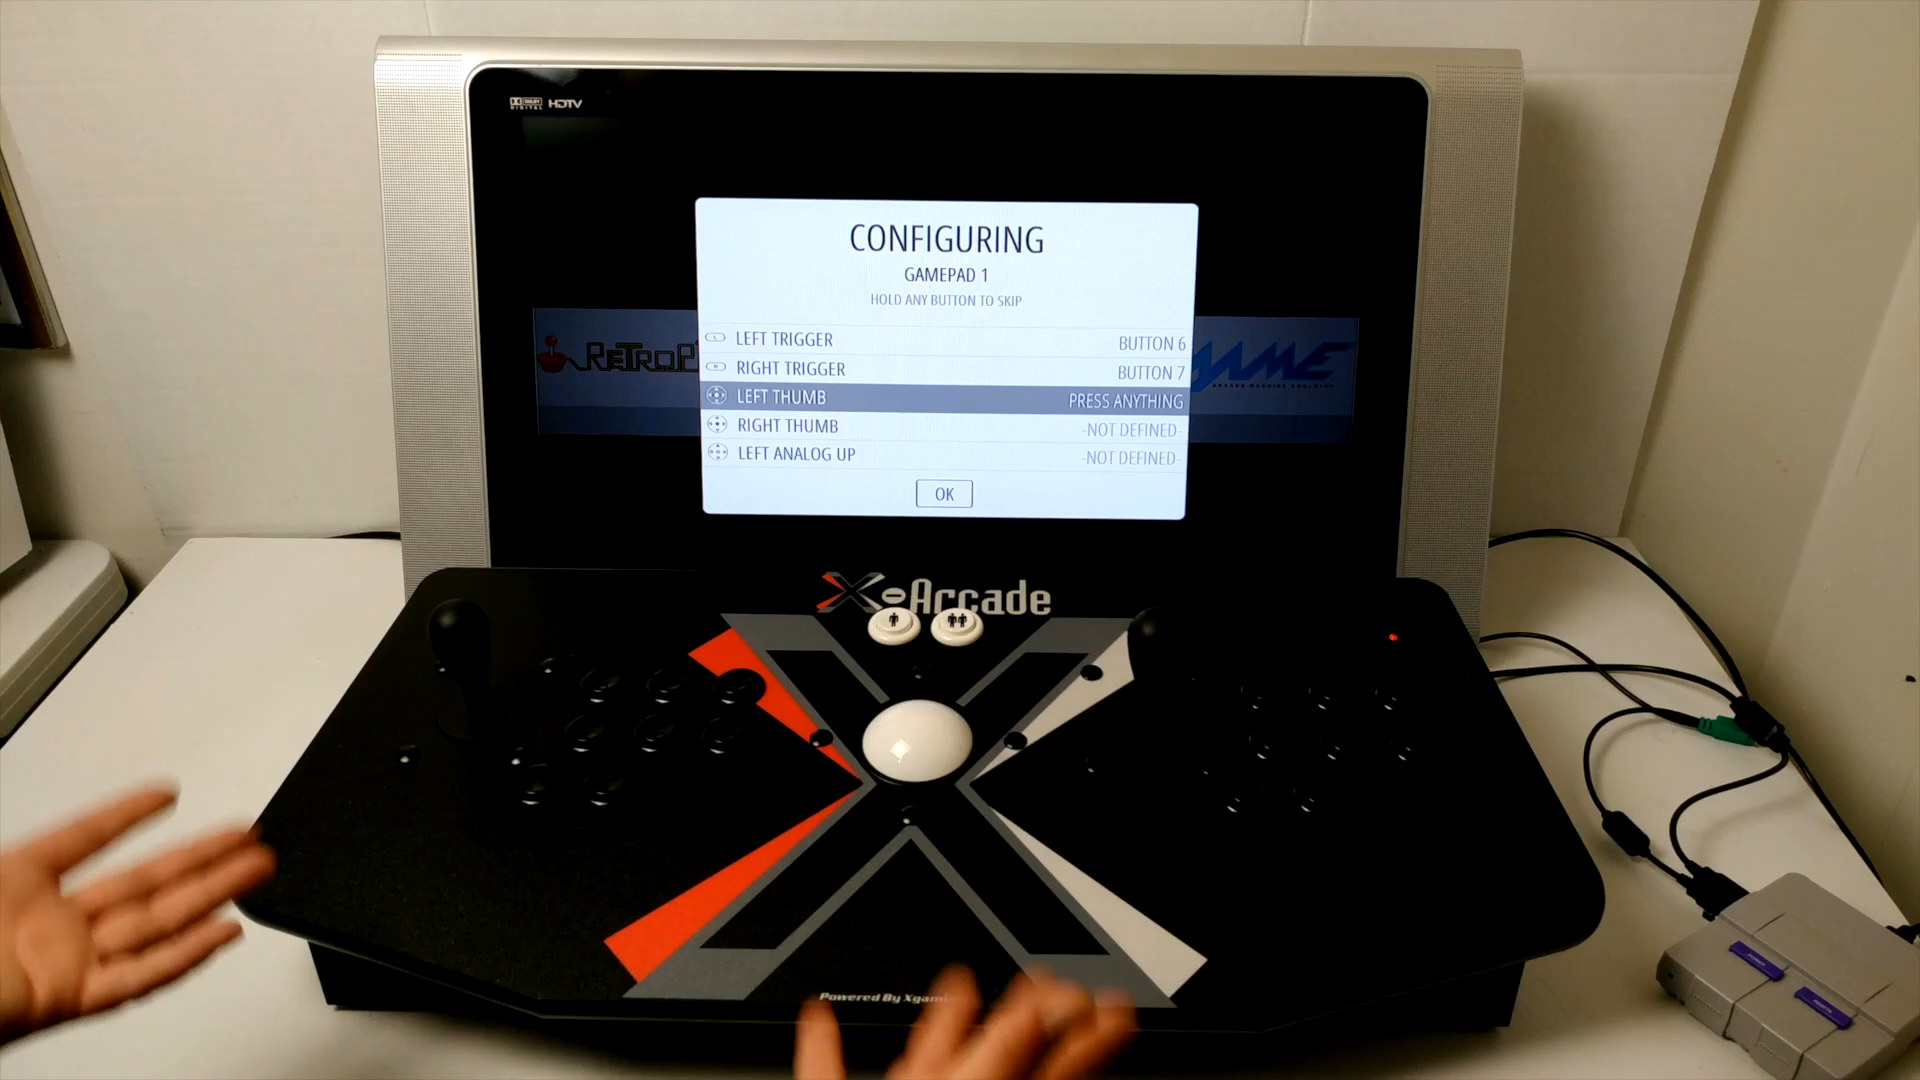 DIGITAL HDTV
CONFIGURING
GAMEPAD 1
HOLD ANY BUTTON TO SKIP
LEFT TRIGGER BUTTON 6
RIGHT TRIGGER BUTTON 7
LEFT THUMB PRESS ANYTHING
RIGHT THUMB -NOT DEFINED-
LEFT ANALOG UP -NOT DEFINED-
OK
X-Arcade
Powered By